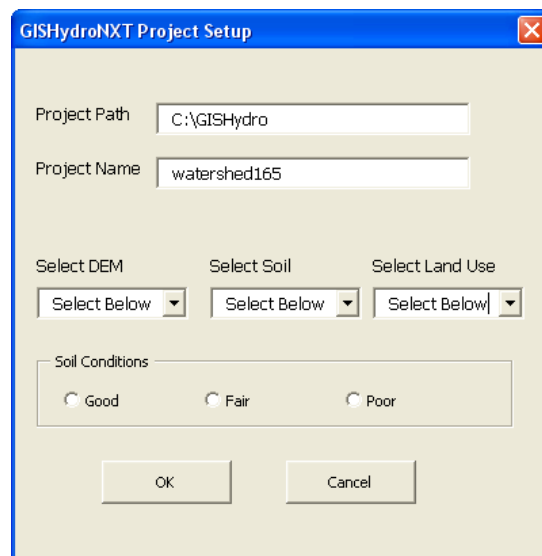 GISHydroNXT Project Setup
Project Path C:\GISHydro
Project Name watershed165
Select DEM Select Soil Select Land Use
Select Below Select Below Select Below
Soil Conditions
Good Fair Poor
OK Cancel